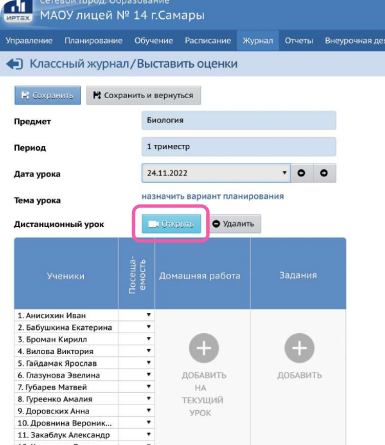 Сетевой город. Образование
ИРТЕХ
МАОУ лицей № 14 г.Самары
Управление Планирование Обучение Расписание Журнал Отчеты Внеурочная де
Классный журнал/Выставить оценки
Сохранить Сохранить и вернуться
Предмет Биология
Период 1 триместр
Дата урока 24.11.2022
Тема урока назначить вариант планирования
Дистанционный урок Открыть Удалить
Ученики Посеща-емость Домашняя работа Задания
1. Анисихин Иван
2. Бабушкина Екатерина
3. Броман Кирилл
4. Вилова Виктория
5. Гайдамак Ярослав
6. Глазунова Эвелина
7. Губарев Матвей
8. Гуреенко Амалия
9. Доровских Анна
10. Дровнина Вероник...
11. Закаблук Александр
ДОБАВИТЬ
НА
ТЕКУЩИЙ
УРОК
ДОБАВИТЬ